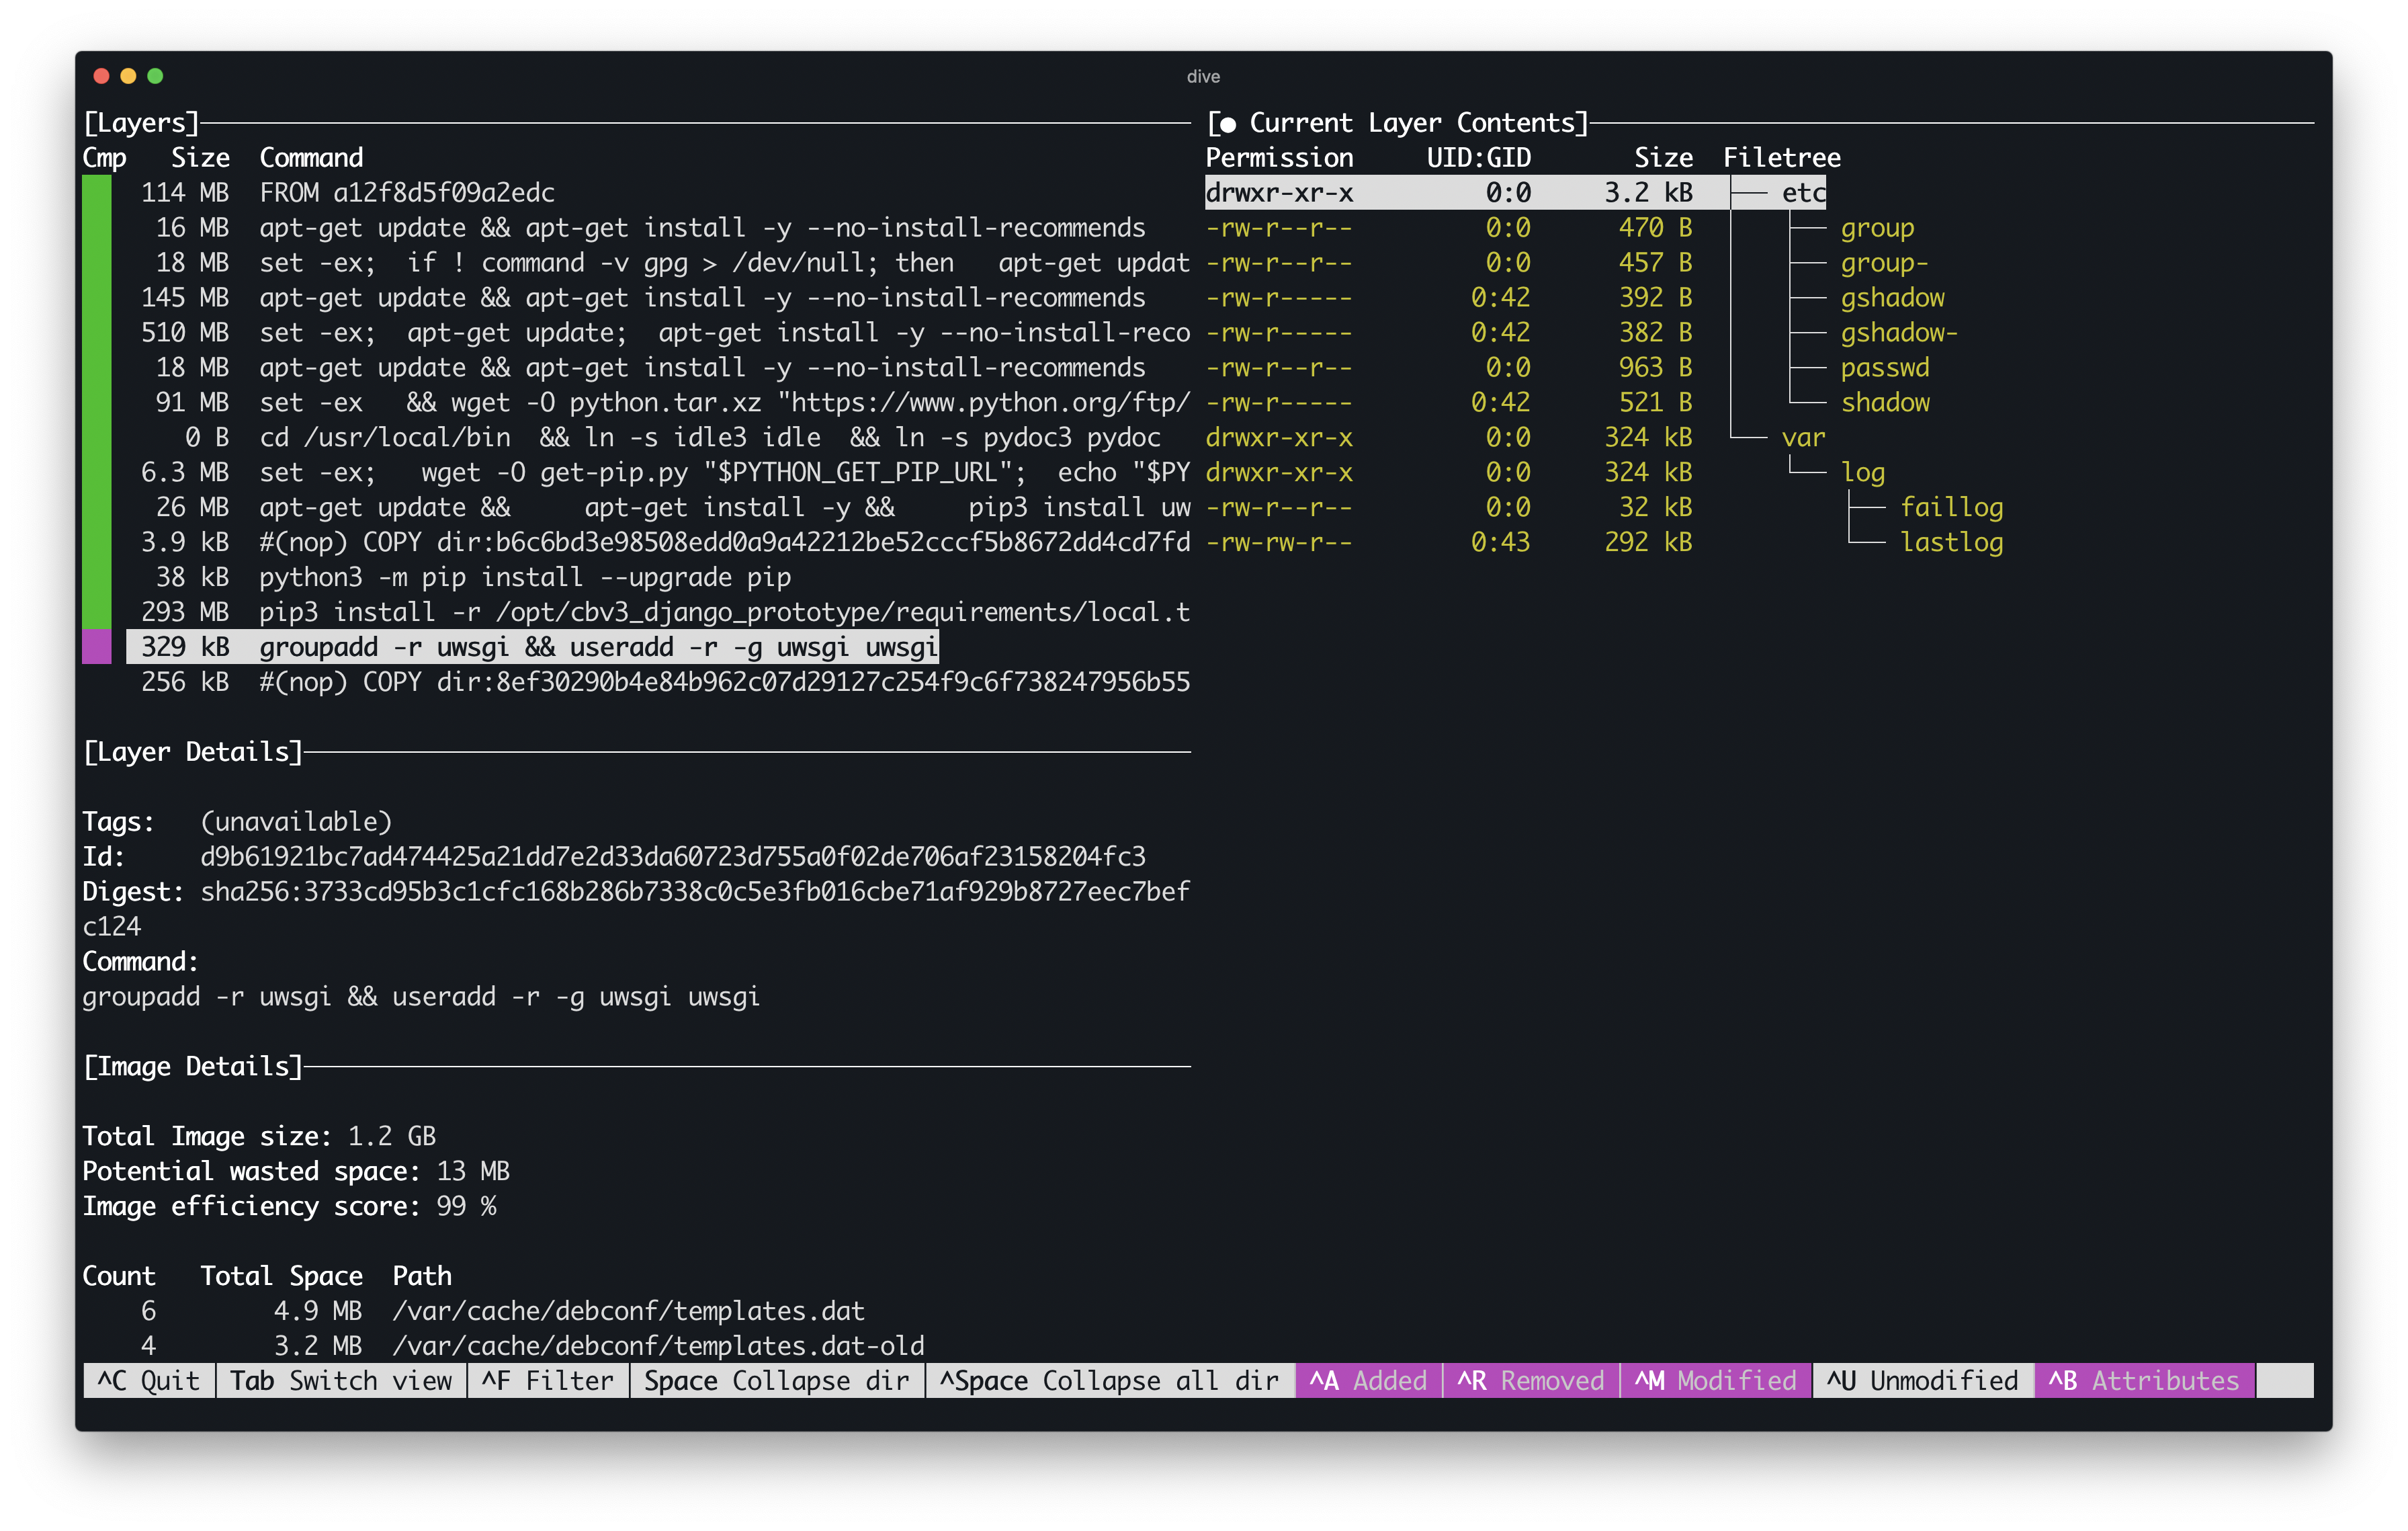 dive
[Layers]
Cmp Size Command
114 MB FROM a12f8d5f09a2edc
16 MB apt-get update && apt-get install -y --no-install-recommends
18 MB set -ex; if ! command -v gpg > /dev/null; then apt-get updat
145 MB apt-get update && apt-get install -y --no-install-recommends
510 MB set -ex; apt-get update; apt-get install -y --no-install-reco
18 MB apt-get update && apt-get install -y --no-install-recommends
91 MB set -ex && wget -O python.tar.xz "https://www.python.org/ftp/
0 B cd /usr/local/bin && ln -s idle3 idle && ln -s pydoc3 pydoc
6.3 MB set -ex; wget -O get-pip.py "$PYTHON_GET_PIP_URL"; echo "$PY
26 MB apt-get update && apt-get install -y && pip3 install uw
3.9 kB #(nop) COPY dir:b6c6bd3e98508edd0a9a42212be52cccf5b8672dd4cd7fd
38 kB python3 -m pip install --upgrade pip
293 MB pip3 install -r /opt/cbv3_django_prototype/requirements/local.t
329 kB groupadd -r uwsgi && useradd -r -g uwsgi uwsgi
256 kB #(nop) COPY dir:8ef30290b4e84b962c07d29127c254f9c6f738247956b55
[Layer Details]
Tags: (unavailable)
Id: d9b61921bc7ad474425a21dd7e2d33da60723d755a0f02de706af23158204fc3
Digest: sha256:3733cd95b3c1cfc168b286b7338c0c5e3fb016cbe71af929b8727eec7bef
c124
Command:
groupadd -r uwsgi && useradd -r -g uwsgi uwsgi
[Image Details]
Total Image size: 1.2 GB
Potential wasted space: 13 MB
Image efficiency score: 99 %
Count Total Space Path
6 4.9 MB /var/cache/debconf/templates.dat
4 3.2 MB /var/cache/debconf/templates.dat-old
[● Current Layer Contents]
Permission UID:GID Size Filetree
drwxr-xr-x 0:0 3.2 kB ├── etc
-rw-r--r-- 0:0 470 B │ ├── group
-rw-r--r-- 0:0 457 B │ ├── group-
-rw-r----- 0:42 392 B │ ├── gshadow
-rw-r----- 0:42 382 B │ ├── gshadow-
-rw-r--r-- 0:0 963 B │ ├── passwd
-rw-r----- 0:42 521 B │ └── shadow
drwxr-xr-x 0:0 324 kB └── var
drwxr-xr-x 0:0 324 kB └── log
-rw-r--r-- 0:0 32 kB ├── faillog
-rw-rw-r-- 0:43 292 kB └── lastlog
^C Quit Tab Switch view ^F Filter Space Collapse dir ^Space Collapse all dir ^A Added ^R Removed ^M Modified ^U Unmodified ^B Attributes